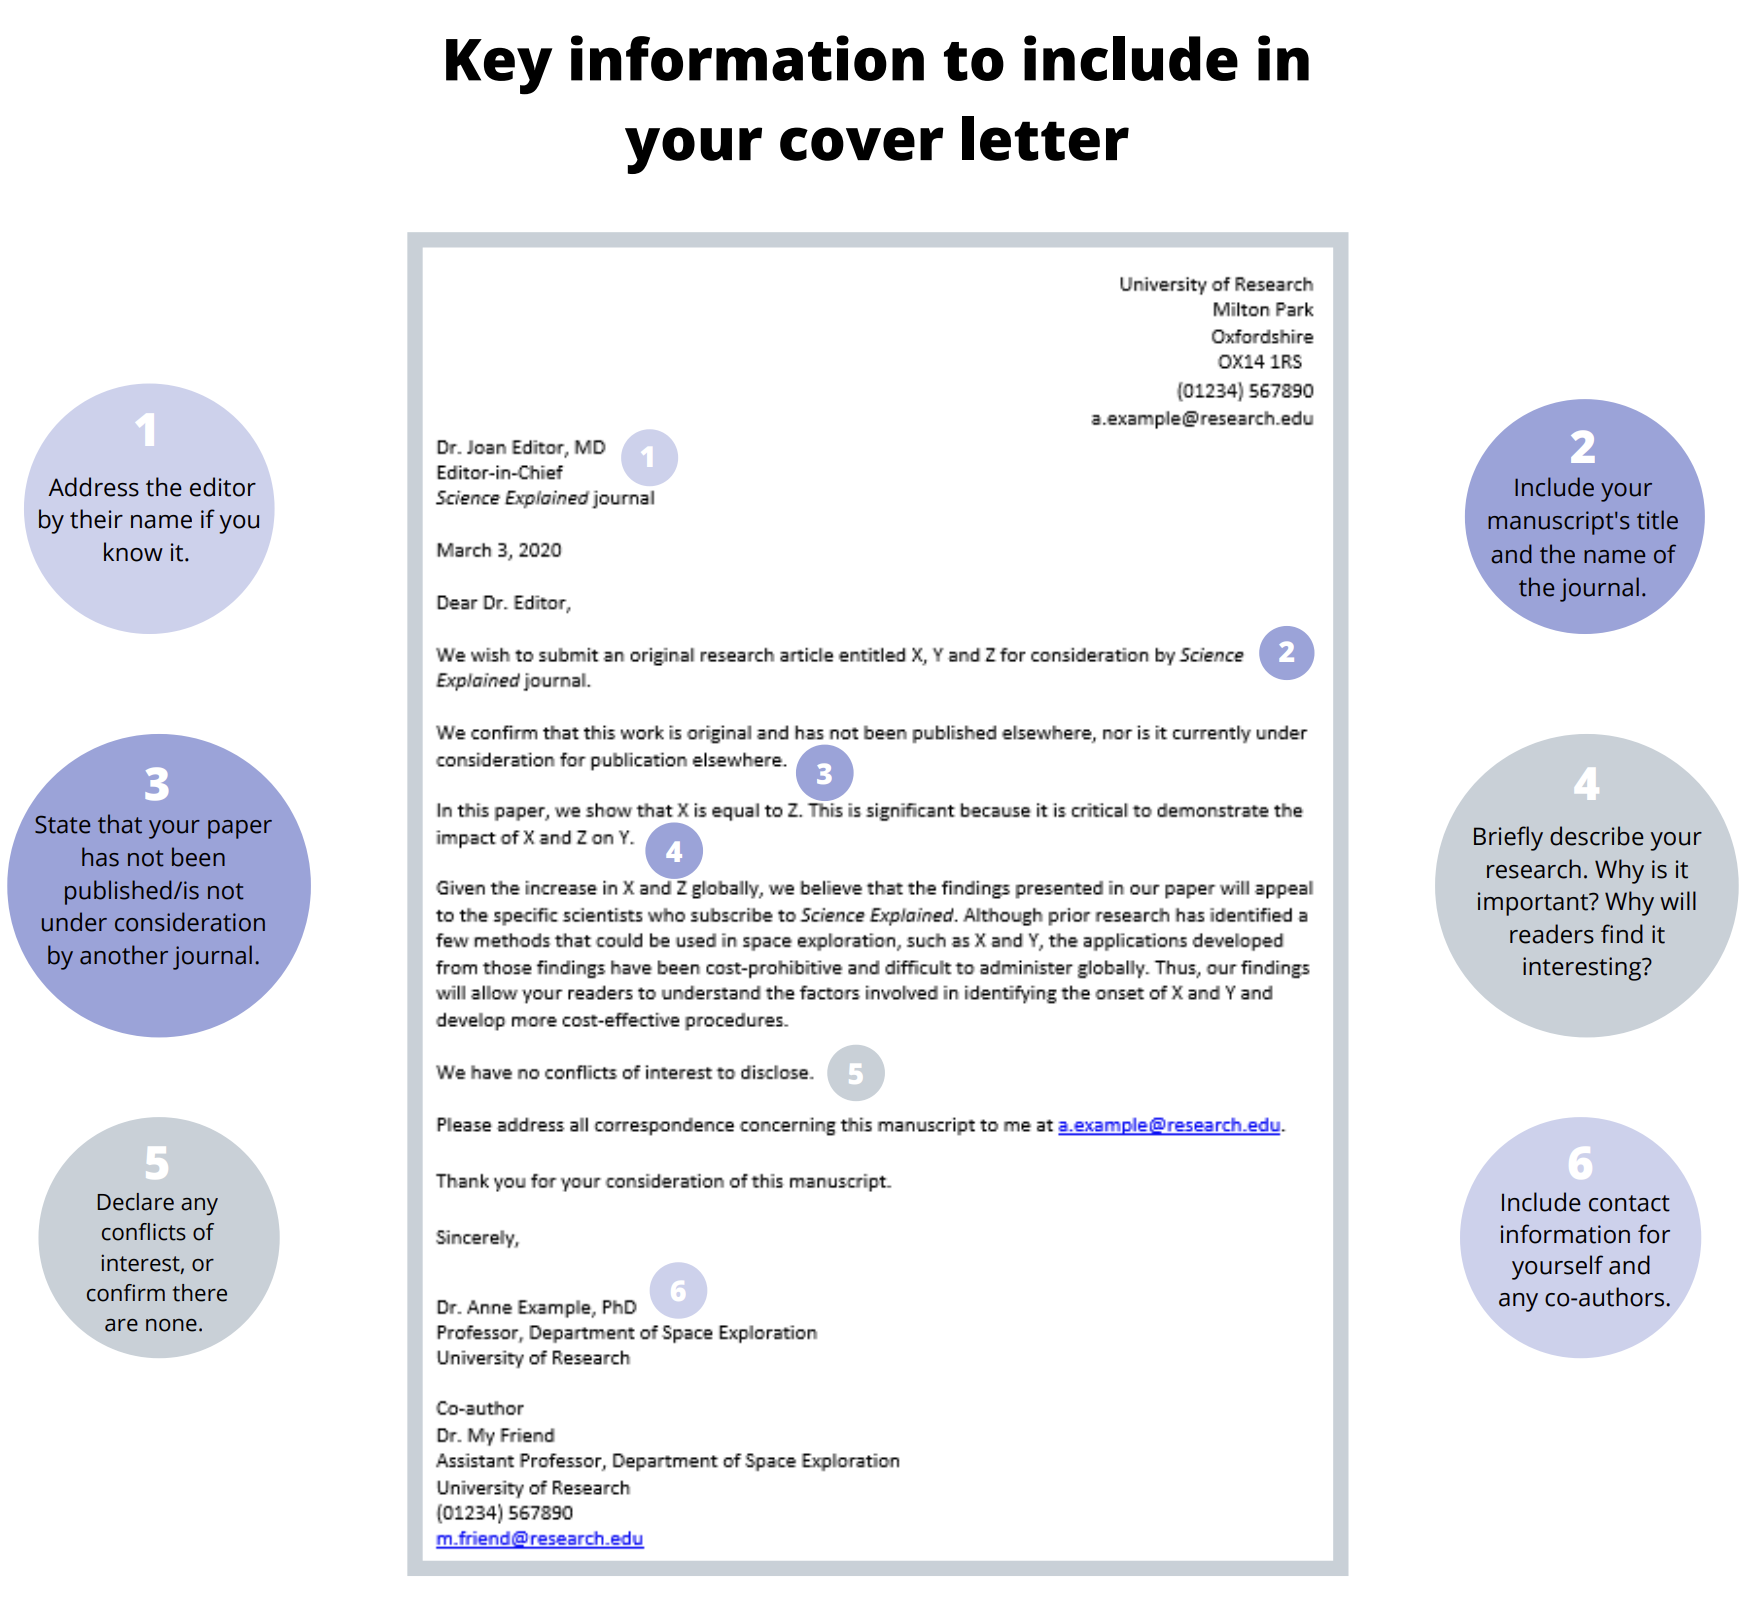 Key information to include in
your cover letter
University of Research
Milton Park
Oxfordshire
OX14 1RS
(01234) 567890
a.example@research.edu
Dr. Joan Editor, MD
1
Editor-in-Chief
Science Explained journal
March 3, 2020
Dear Dr. Editor,
We wish to submit an original research article entitled X, Y and Z for consideration by Science
2
Explained journal.
We confirm that this work is original and has not been published elsewhere, nor is it currently under
consideration for publication elsewhere.
3
In this paper, we show that X is equal to Z. This is significant because it is critical to demonstrate the
impact of X and Z on Y.
4
Given the increase in X and Z globally, we believe that the findings presented in our paper will appeal
to the specific scientists who subscribe to Science Explained. Although prior research has identified a
few methods that could be used in space exploration, such as X and Y, the applications developed
from those findings have been cost-prohibitive and difficult to administer globally. Thus, our findings
will allow your readers to understand the factors involved in identifying the onset of X and Y and
develop more cost-effective procedures.
We have no conflicts of interest to disclose.
5
Please address all correspondence concerning this manuscript to me at a.example@research.edu.
Thank you for your consideration of this manuscript.
Sincerely,
6
Dr. Anne Example, PhD
Professor, Department of Space Exploration
University of Research
Co-author
Dr. My Friend
Assistant Professor, Department of Space Exploration
University of Research
(01234) 567890
m.friend@research.edu
1
Address the editor
by their name if you
know it.
2
Include your
manuscript's title
and the name of
the journal.
3
State that your paper
has not been
published/is not
under consideration
by another journal.
4
Briefly describe your
research. Why is it
important? Why will
readers find it
interesting?
5
Declare any
conflicts of
interest, or
confirm there
are none.
6
Include contact
information for
yourself and
any co-authors.